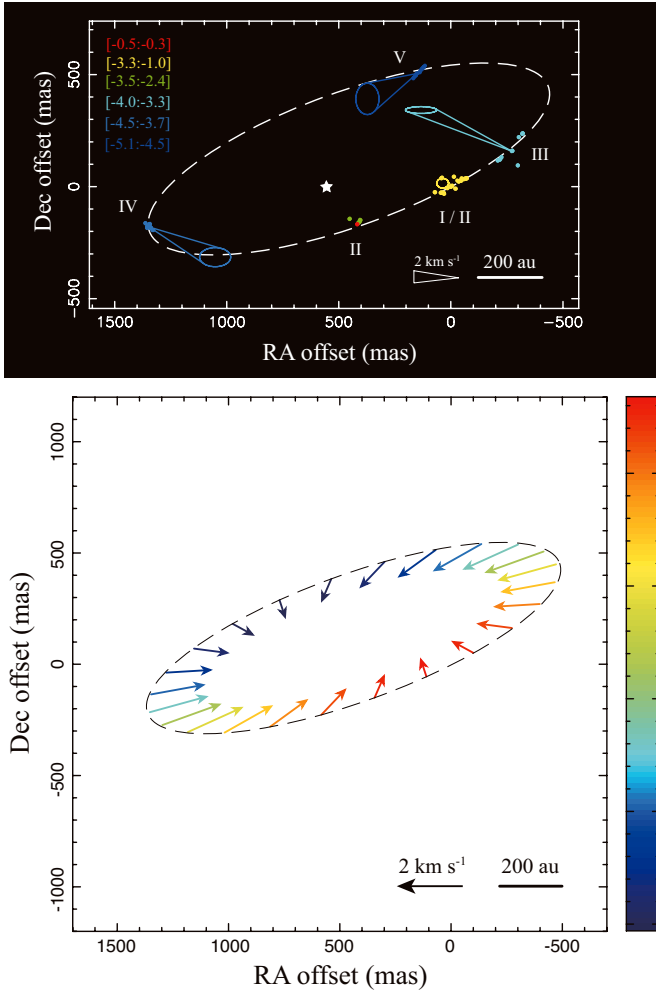 [-0.5:-0.3]
[-3.3:-1.0]
[-3.5:-2.4]
[-4.0:-3.3]
[-4.5:-3.7]
[-5.1:-4.5]
V
III
IV
I / II
II
2 km s⁻¹
200 au
500
0
-500
Dec offset (mas)
1500 1000 500 0 -500
RA offset (mas)
1000
500
0
-500
-1000
Dec offset (mas)
2 km s⁻¹
200 au
1500 1000 500 0 -500
RA offset (mas)